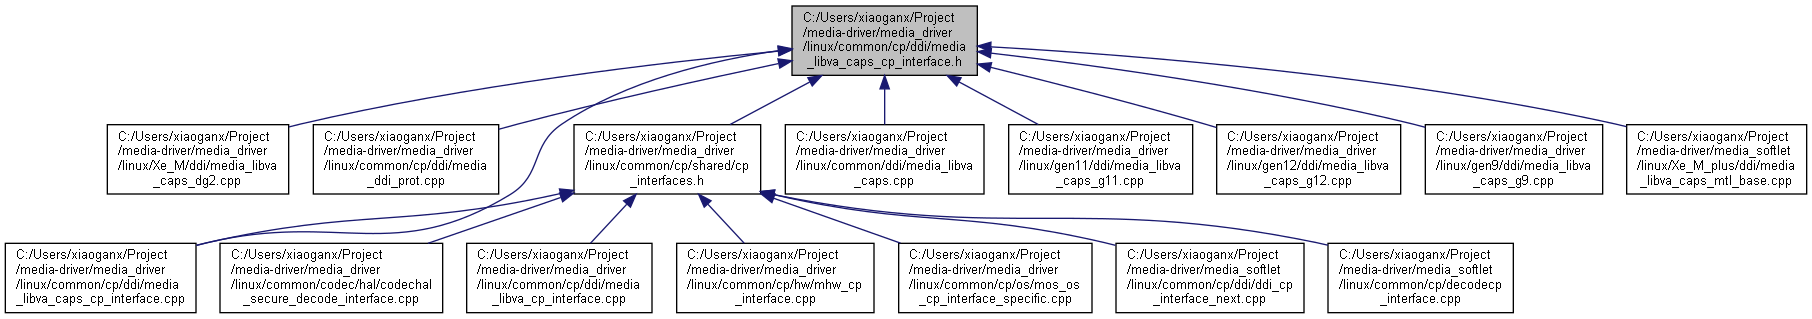 C:/Users/xiaoganx/Project
/media-driver/media_driver
/linux/common/cp/ddi/media
_libva_caps_cp_interface.h
C:/Users/xiaoganx/Project
/media-driver/media_driver
/linux/Xe_M/ddi/media_libva
_caps_dg2.cpp
C:/Users/xiaoganx/Project
/media-driver/media_driver
/linux/common/cp/ddi/media
_ddi_prot.cpp
C:/Users/xiaoganx/Project
/media-driver/media_driver
/linux/common/cp/shared/cp
_interfaces.h
C:/Users/xiaoganx/Project
/media-driver/media_driver
/linux/common/ddi/media_libva
_caps.cpp
C:/Users/xiaoganx/Project
/media-driver/media_driver
/linux/gen11/ddi/media_libva
_caps_g11.cpp
C:/Users/xiaoganx/Project
/media-driver/media_driver
/linux/gen12/ddi/media_libva
_caps_g12.cpp
C:/Users/xiaoganx/Project
/media-driver/media_driver
/linux/gen9/ddi/media_libva
_caps_g9.cpp
C:/Users/xiaoganx/Project
/media-driver/media_softlet
/linux/Xe_M_plus/ddi/media
_libva_caps_mtl_base.cpp
C:/Users/xiaoganx/Project
/media-driver/media_driver
/linux/common/cp/ddi/media
_libva_caps_cp_interface.cpp
C:/Users/xiaoganx/Project
/media-driver/media_driver
/linux/common/codec/hal/codechal
_secure_decode_interface.cpp
C:/Users/xiaoganx/Project
/media-driver/media_driver
/linux/common/cp/ddi/media
_libva_cp_interface.cpp
C:/Users/xiaoganx/Project
/media-driver/media_driver
/linux/common/cp/hw/mhw_cp
_interface.cpp
C:/Users/xiaoganx/Project
/media-driver/media_driver
/linux/common/cp/os/mos_os
_cp_interface_specific.cpp
C:/Users/xiaoganx/Project
/media-driver/media_softlet
/linux/common/cp/ddi/ddi_cp
_interface_next.cpp
C:/Users/xiaoganx/Project
/media-driver/media_softlet
/linux/common/cp/decodecp
_interface.cpp